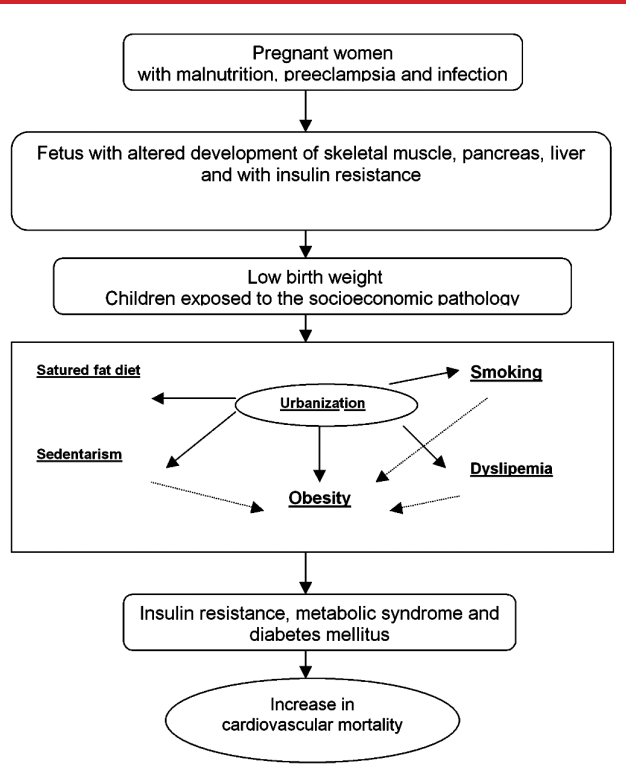 Pregnant women
with malnutrition, preeclampsia and infection
Fetus with altered development of skeletal muscle, pancreas, liver
and with insulin resistance
Low birth weight
Children exposed to the socioeconomic pathology
Satured fat diet
Smoking
Urbanization
Sedentarism
Dyslipemia
Obesity
Insulin resistance, metabolic syndrome and
diabetes mellitus
Increase in
cardiovascular mortality